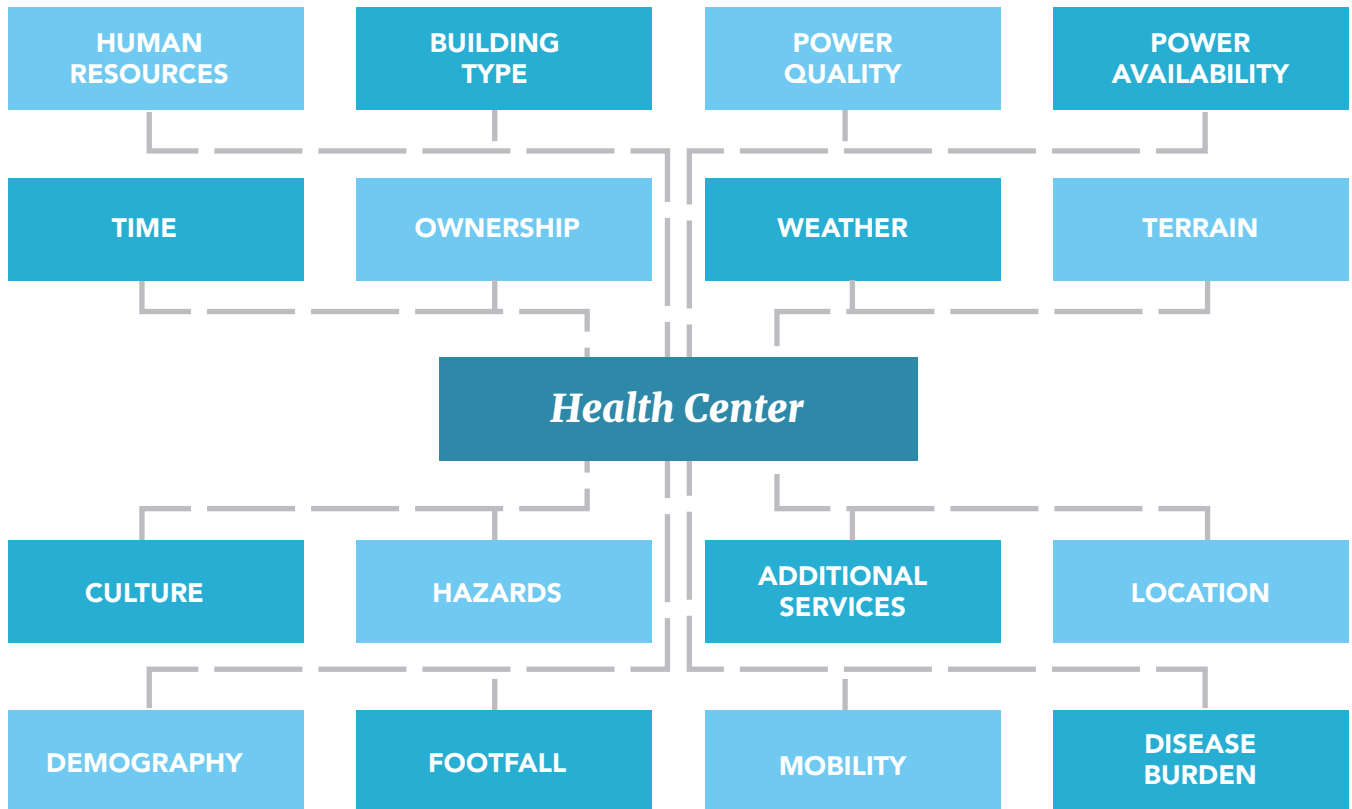 HUMAN
RESOURCES
BUILDING
TYPE
POWER
QUALITY
POWER
AVAILABILITY
TIME
OWNERSHIP
WEATHER
TERRAIN
Health Center
CULTURE
HAZARDS
ADDITIONAL
SERVICES
LOCATION
DEMOGRAPHY
FOOTFALL
MOBILITY
DISEASE
BURDEN